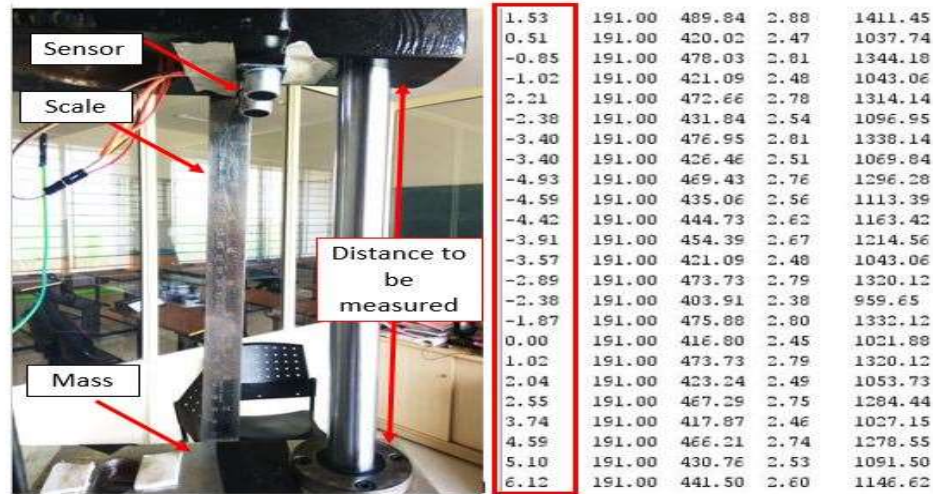 Sensor
Scale
Distance to
be
measured
Mass
1.53 191.00 489.84 2.88 1411.45
0.51 191.00 420.02 2.47 1037.74
-0.85 191.00 478.03 2.81 1344.18
-1.02 191.00 421.09 2.48 1043.06
2.21 191.00 472.66 2.78 1314.14
-2.38 191.00 431.84 2.54 1096.95
-3.40 191.00 476.95 2.81 1338.14
-3.40 191.00 426.46 2.51 1069.84
-4.93 191.00 469.43 2.76 1296.28
-4.59 191.00 435.06 2.56 1113.39
-4.42 191.00 444.73 2.62 1163.42
-3.91 191.00 454.39 2.67 1214.56
-3.57 191.00 421.09 2.48 1043.06
-2.89 191.00 473.73 2.79 1320.12
-2.38 191.00 403.91 2.38 959.65
-1.87 191.00 475.88 2.80 1332.12
0.00 191.00 416.80 2.45 1021.88
1.02 191.00 473.73 2.79 1320.12
2.04 191.00 423.24 2.49 1053.73
2.55 191.00 467.29 2.75 1284.44
3.74 191.00 417.87 2.46 1027.15
4.59 191.00 466.21 2.74 1278.55
5.10 191.00 430.76 2.53 1091.50
6.12 191.00 441.50 2.60 1146.62